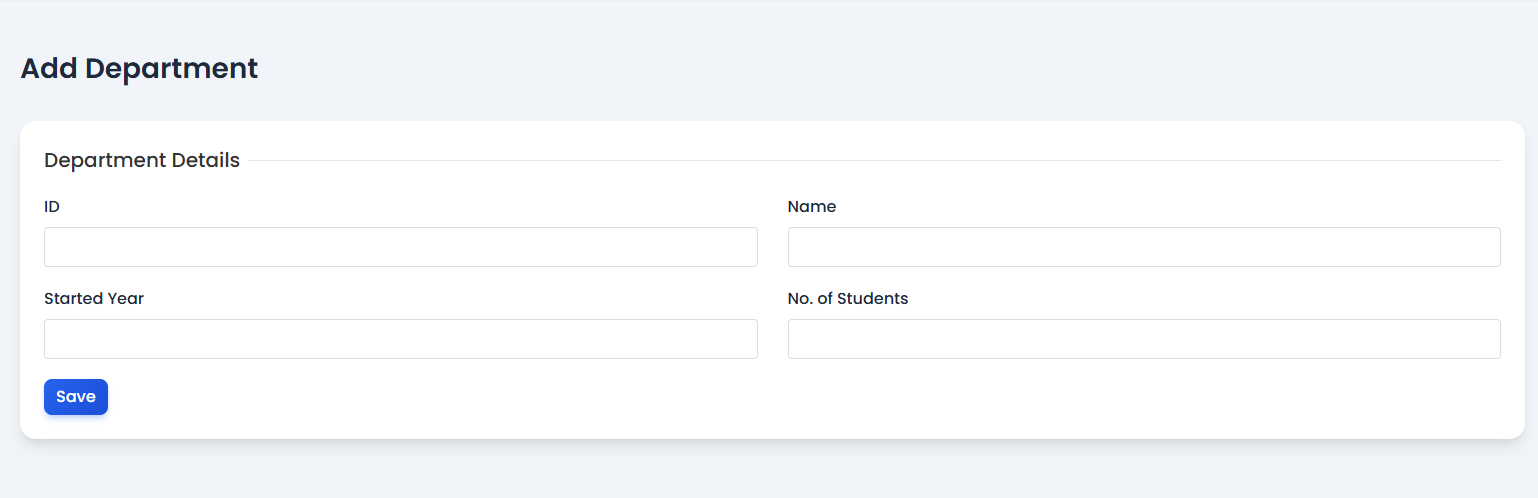 Add Department
Department Details
ID
Name
Started Year
No. of Students
Save